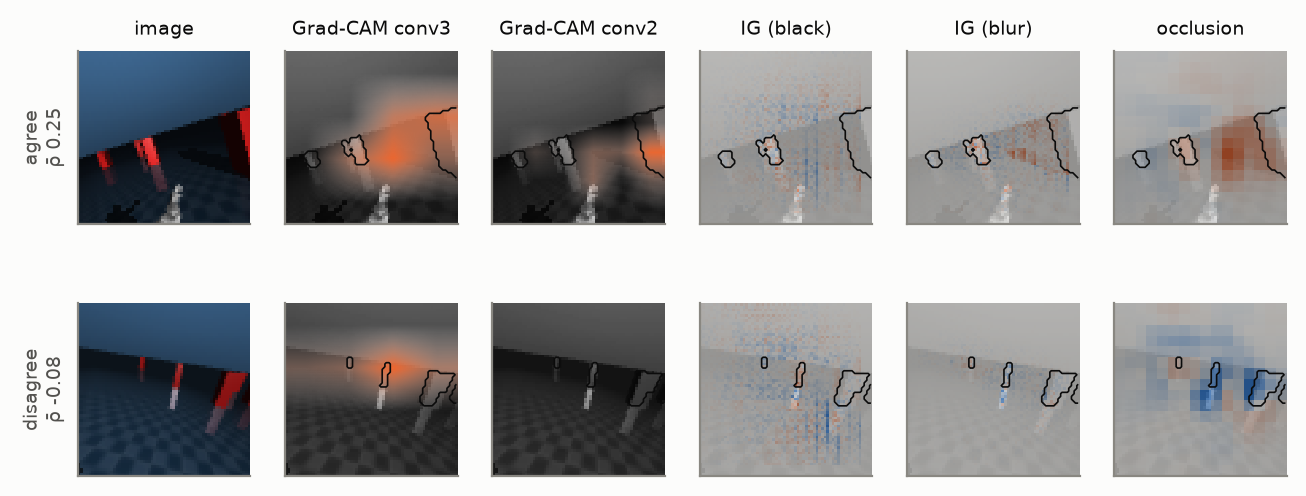 image Grad-CAM conv3 Grad-CAM conv2 IG (black) IG (blur) occlusion
agree
ρ̄ 0.25
disagree
ρ̄ -0.08